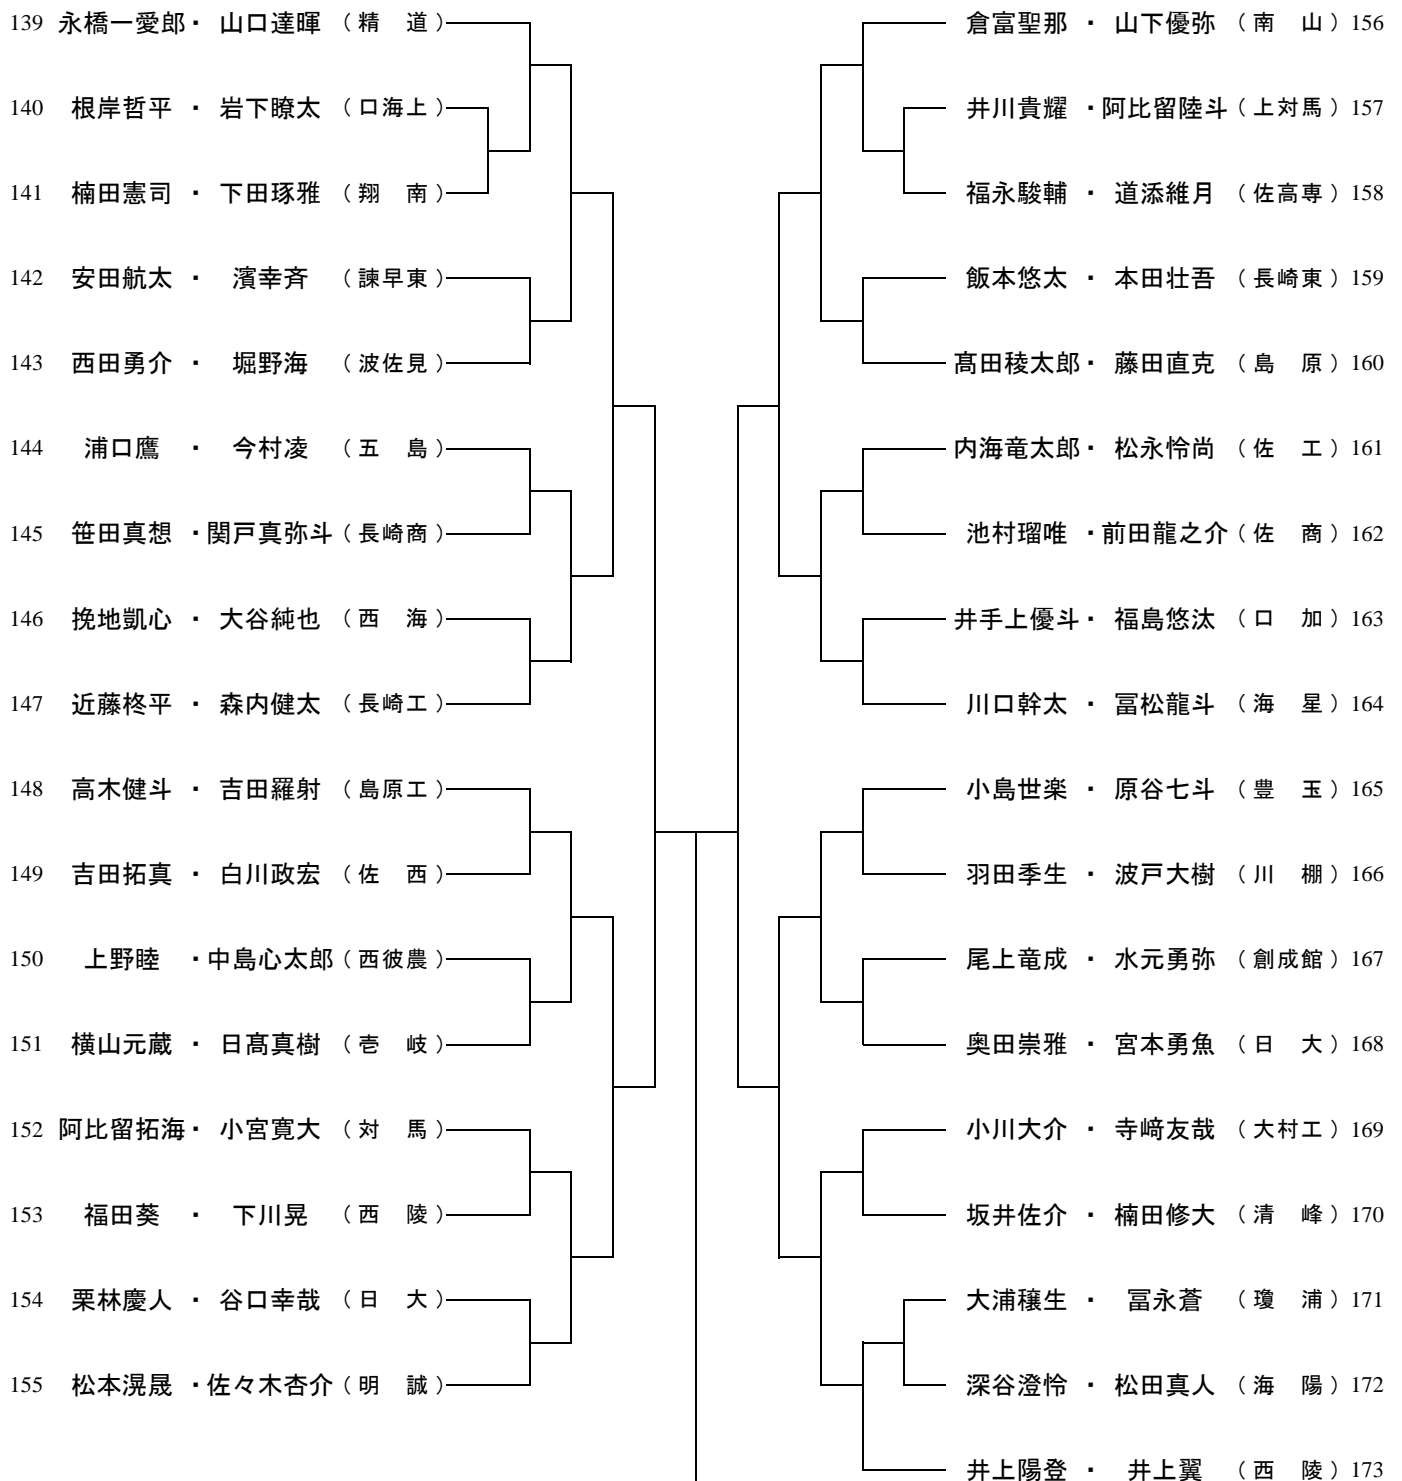 139 永橋一愛郎・ 山口達暉 （ 精 道 ）
140 根岸哲平 ・ 岩下瞭太 （ 口海上 ）
141 楠田憲司 ・ 下田琢雅 （ 翔 南 ）
142 安田航太 ・ 濱幸斉 （ 諫早東 ）
143 西田勇介 ・ 堀野海 （ 波佐見 ）
144 浦口鷹 ・ 今村凌 （ 五 島 ）
145 笹田真想 ・関戸真弥斗（ 長崎商 ）
146 挽地凱心 ・ 大谷純也 （ 西 海 ）
147 近藤柊平 ・ 森内健太 （ 長崎工 ）
148 高木健斗 ・ 吉田羅射 （ 島原工 ）
149 吉田拓真 ・ 白川政宏 （ 佐 西 ）
150 上野睦 ・中島心太郎（ 西彼農 ）
151 横山元蔵 ・ 日髙真樹 （ 壱 岐 ）
152 阿比留拓海・ 小宮寛大 （ 対 馬 ）
153 福田葵 ・ 下川晃 （ 西 陵 ）
154 栗林慶人 ・ 谷口幸哉 （ 日 大 ）
155 松本滉晟 ・佐々木杏介（ 明 誠 ）
倉富聖那 ・ 山下優弥 （ 南 山 ） 156
井川貴耀 ・阿比留陸斗（ 上対馬 ） 157
福永駿輔 ・ 道添維月 （ 佐高専 ） 158
飯本悠太 ・ 本田壮吾 （ 長崎東 ） 159
髙田稜太郎・ 藤田直克 （ 島 原 ） 160
内海竜太郎・ 松永怜尚 （ 佐 工 ） 161
池村瑠唯 ・前田龍之介（ 佐 商 ） 162
井手上優斗・ 福島悠汰 （ 口 加 ） 163
川口幹太 ・ 冨松龍斗 （ 海 星 ） 164
小島世楽 ・ 原谷七斗 （ 豊 玉 ） 165
羽田季生 ・ 波戸大樹 （ 川 棚 ） 166
尾上竜成 ・ 水元勇弥 （ 創成館 ） 167
奥田崇雅 ・ 宮本勇魚 （ 日 大 ） 168
小川大介 ・ 寺﨑友哉 （ 大村工 ） 169
坂井佐介 ・ 楠田修大 （ 清 峰 ） 170
大浦穣生 ・ 冨永蒼 （ 瓊 浦 ） 171
深谷澄怜 ・ 松田真人 （ 海 陽 ） 172
井上陽登 ・ 井上翼 （ 西 陵 ） 173